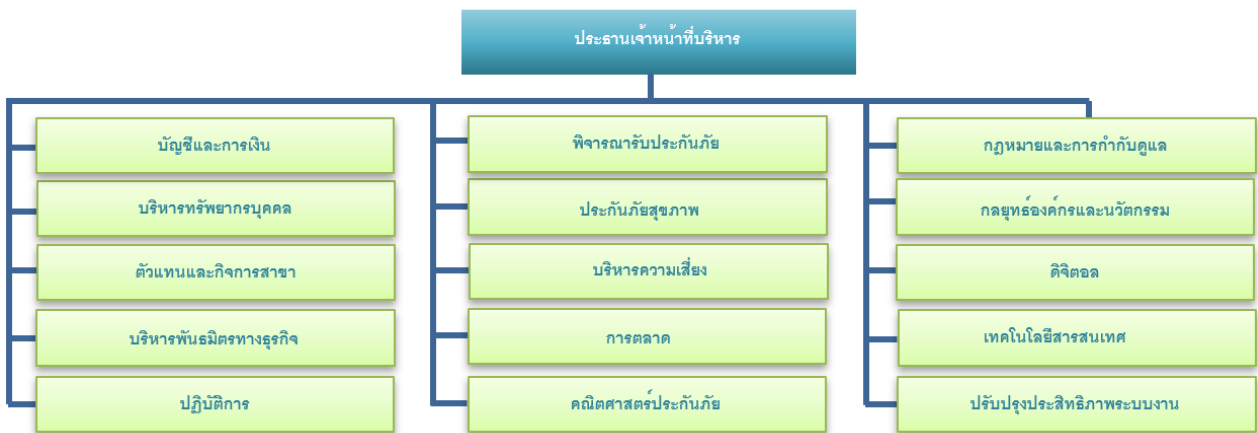 ประธานเจ้าหน้าที่บริหาร
บัญชีและการเงิน
บริหารทรัพยากรบุคคล
ตัวแทนและกิจการสาขา
บริหารพันธมิตรทางธุรกิจ
ปฏิบัติการ
พิจารณารับประกันภัย
ประกันภัยสุขภาพ
บริหารความเสี่ยง
การตลาด
คณิตศาสตร์ประกันภัย
กฎหมายและการกำกับดูแล
กลยุทธ์องค์กรและนวัตกรรม
ดิจิตอล
เทคโนโลยีสารสนเทศ
ปรับปรุงประสิทธิภาพระบบงาน